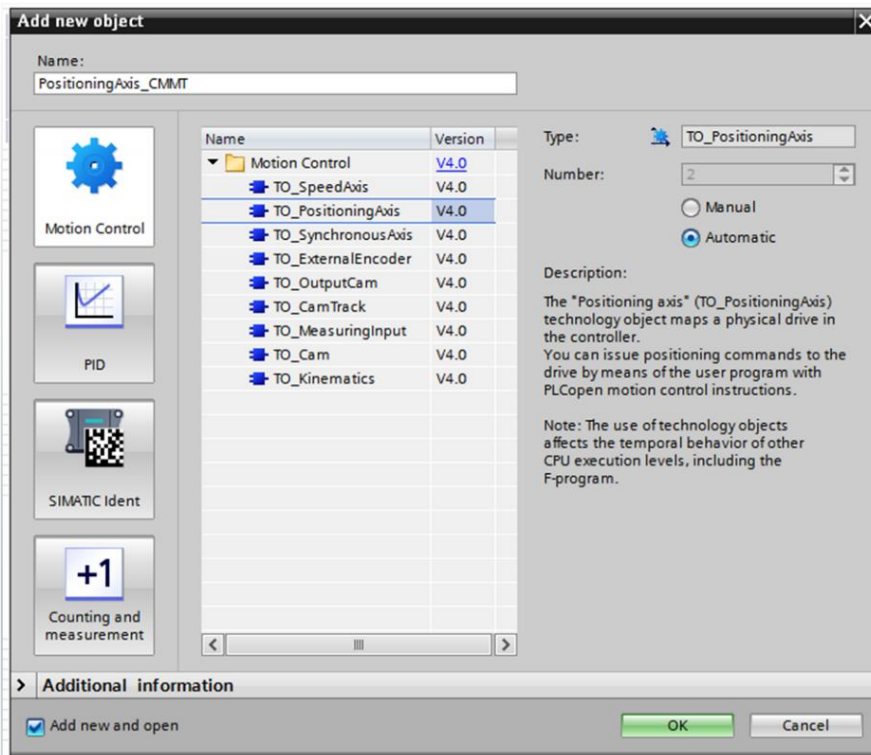 Add new object
Name:
PositioningAxis_CMMT
Motion Control
PID
SIMATIC Ident
+1
Counting and
measurement
Name Version
Motion Control V4.0
TO_SpeedAxis V4.0
TO_PositioningAxis V4.0
TO_SynchronousAxis V4.0
TO_ExternalEncoder V4.0
TO_OutputCam V4.0
TO_CamTrack V4.0
TO_MeasuringInput V4.0
TO_Cam V4.0
TO_Kinematics V4.0
Type: TO_PositioningAxis
Number: 2
Manual
Automatic
Description:
The "Positioning axis" (TO_PositioningAxis)
technology object maps a physical drive in
the controller.
You can issue positioning commands to the
drive by means of the user program with
PLCopen motion control instructions.
Note: The use of technology objects
affects the temporal behavior of other
CPU execution levels, including the
F-program.
Additional information
Add new and open
OK Cancel